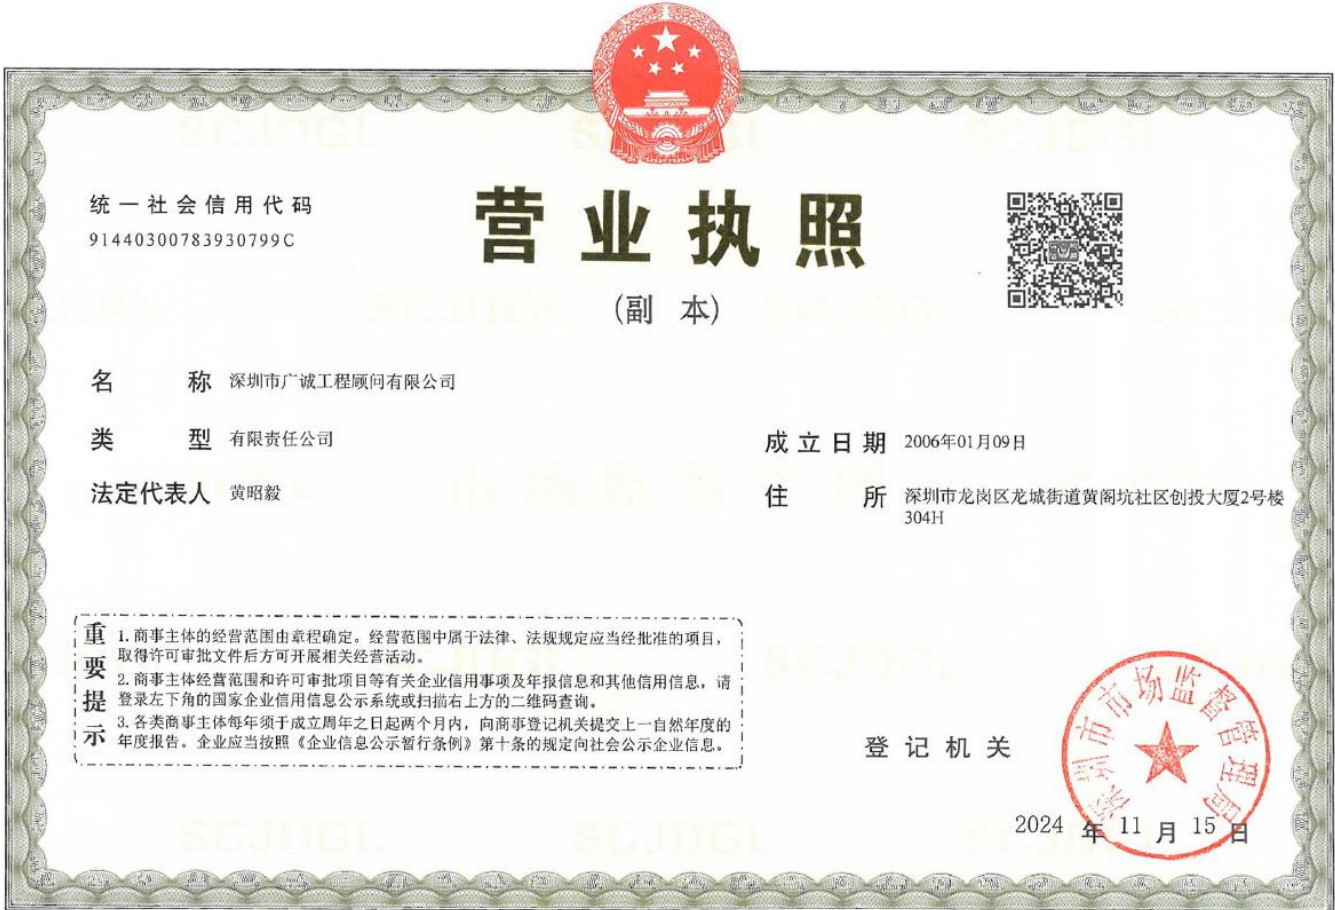 统一社会信用代码
91440300783930799C
营业执照
(副 本)
名 称 深圳市广诚工程顾问有限公司
类 型 有限责任公司
法定代表人 黄昭毅
成立日期 2006年01月09日
住 所 深圳市龙岗区龙城街道黄阁坑社区创投大厦2号楼
304H
重要提示
1. 商事主体的经营范围由章程确定。经营范围中属于法律、法规规定应当经批准的项目，
取得许可审批文件后方可开展相关经营活动。
2. 商事主体经营范围和许可审批项目等有关企业信用事项及年报信息和其他信用信息，请
登录左下角的国家企业信用信息公示系统或扫描右上方的二维码查询。
3. 各类商事主体每年须于成立周年之日起两个月内，向商事登记机关提交上一自然年度的
年度报告。企业应当按照《企业信息公示暂行条例》第十条的规定向社会公示企业信息。
登记机关
深圳市市场监督管理局
2024 年 11 月 15 日
SCJDGL